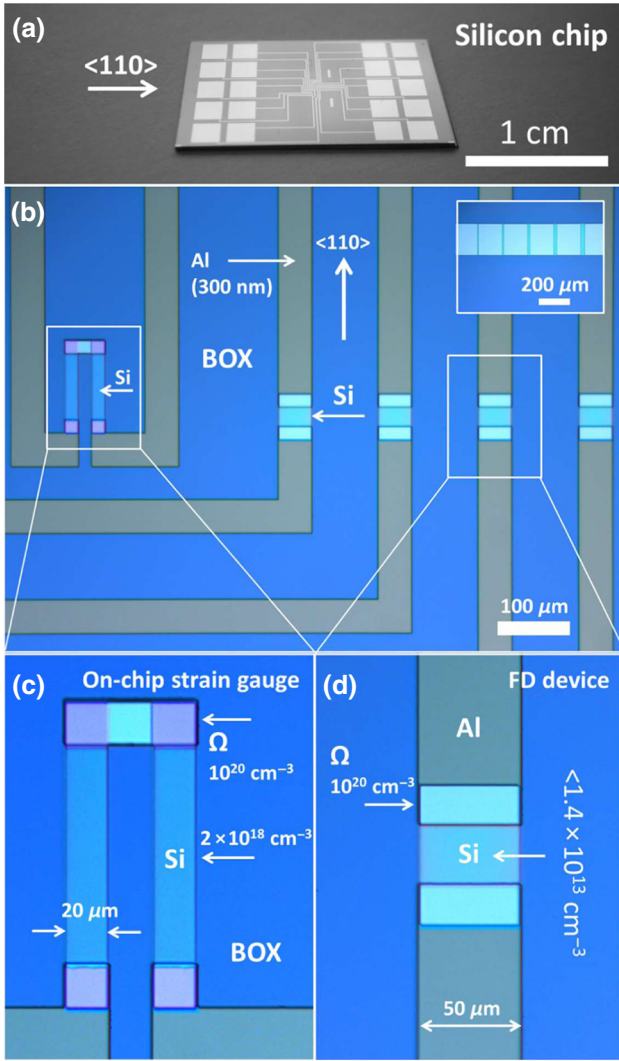 (a)
Silicon chip
<110>
1 cm
(b)
Al
(300 nm)
<110>
200 μm
BOX
Si
Si
100 μm
(c)
On-chip strain gauge
Ω
10²⁰ cm⁻³
2 × 10¹⁸ cm⁻³
Si
20 μm
BOX
(d)
FD device
Al
Ω
10²⁰ cm⁻³
Si
<1.4 × 10¹³ cm⁻³
50 μm